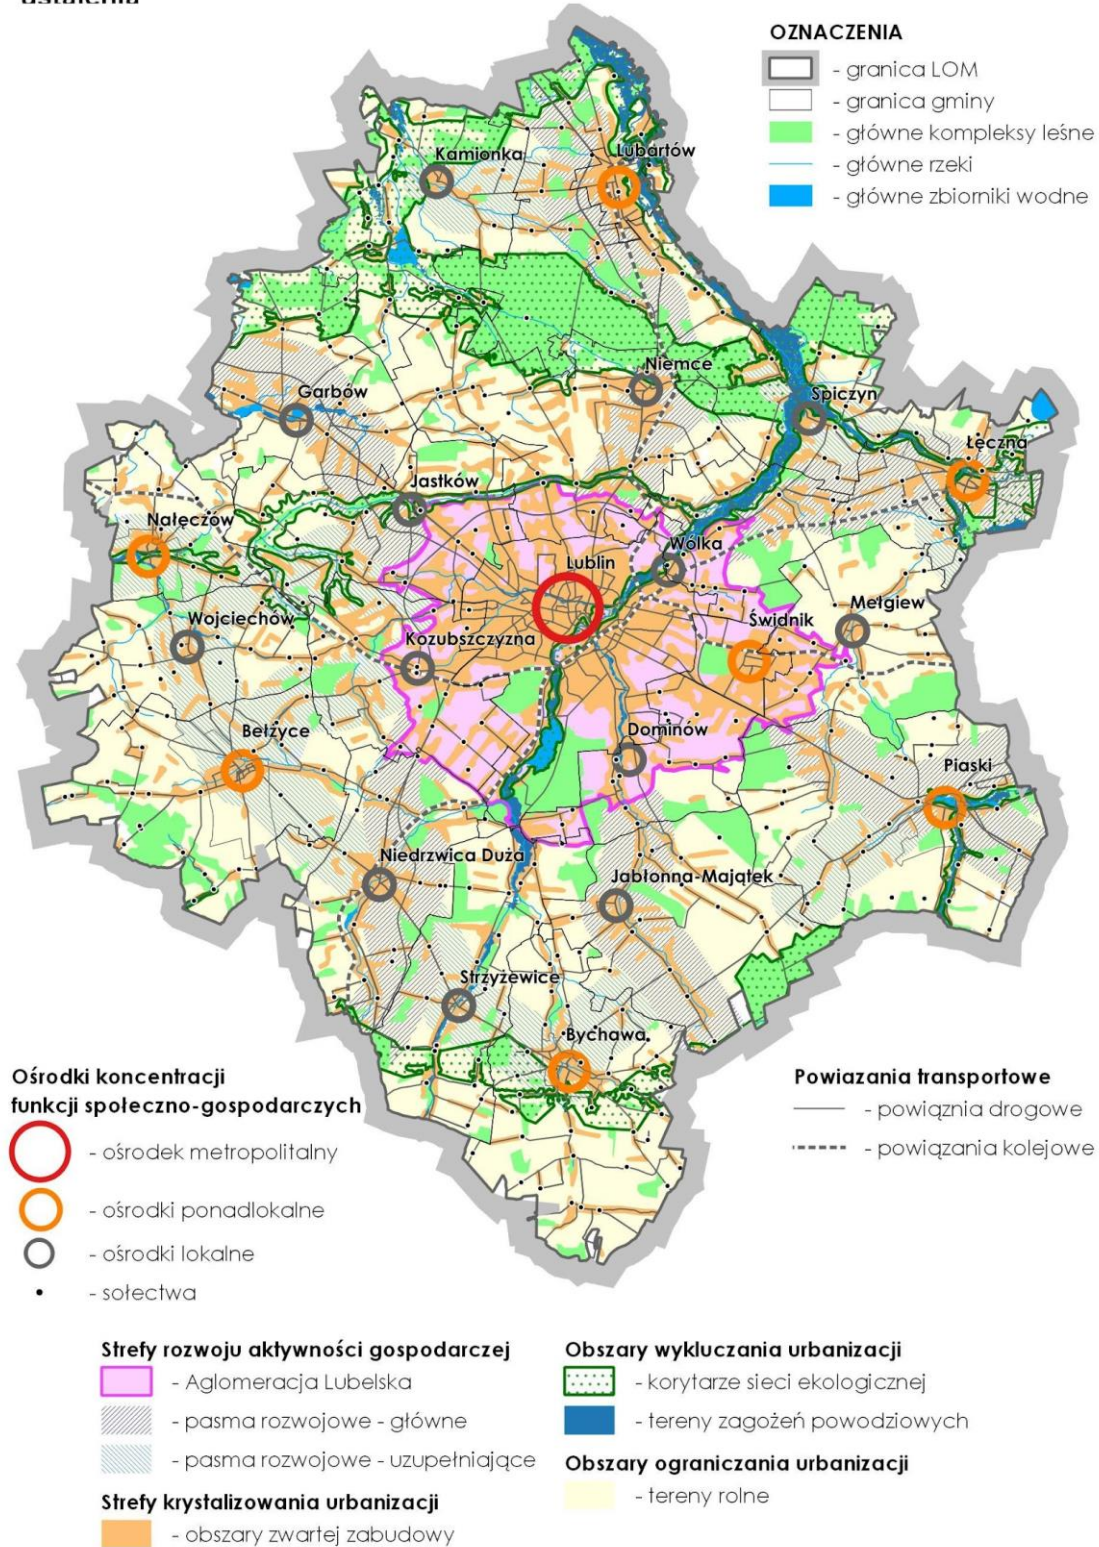 ustalenia
OZNACZENIA
- granica LOM
- granica gminy
- główne kompleksy leśne
- główne rzeki
- główne zbiorniki wodne
Kamionka
Lubartów
Niemce
Garbów
Spiczyn
Łęczna
Jastków
Nałęczów
Wólka
Lublin
Wojciechów
Mełgiew
Świdnik
Kozubszczyzna
Bełżyce
Dominów
Piaski
Niedrzwica Duża
Jabłonna-Majątek
Strzyżewice
Bychawa
Ośrodki koncentracji
funkcji społeczno-gospodarczych
- ośrodek metropolitalny
- ośrodki ponadlokalne
- ośrodki lokalne
- sołectwa
Powiazania transportowe
- powiąznia drogowe
- powiązania kolejowe
Strefy rozwoju aktywności gospodarczej
- Aglomeracja Lubelska
- pasma rozwojowe - główne
- pasma rozwojowe - uzupełniające
Strefy krystalizowania urbanizacji
- obszary zwartej zabudowy
Obszary wykluczania urbanizacji
- korytarze sieci ekologicznej
- tereny zagożeń powodziowych
Obszary ograniczania urbanizacji
- tereny rolne